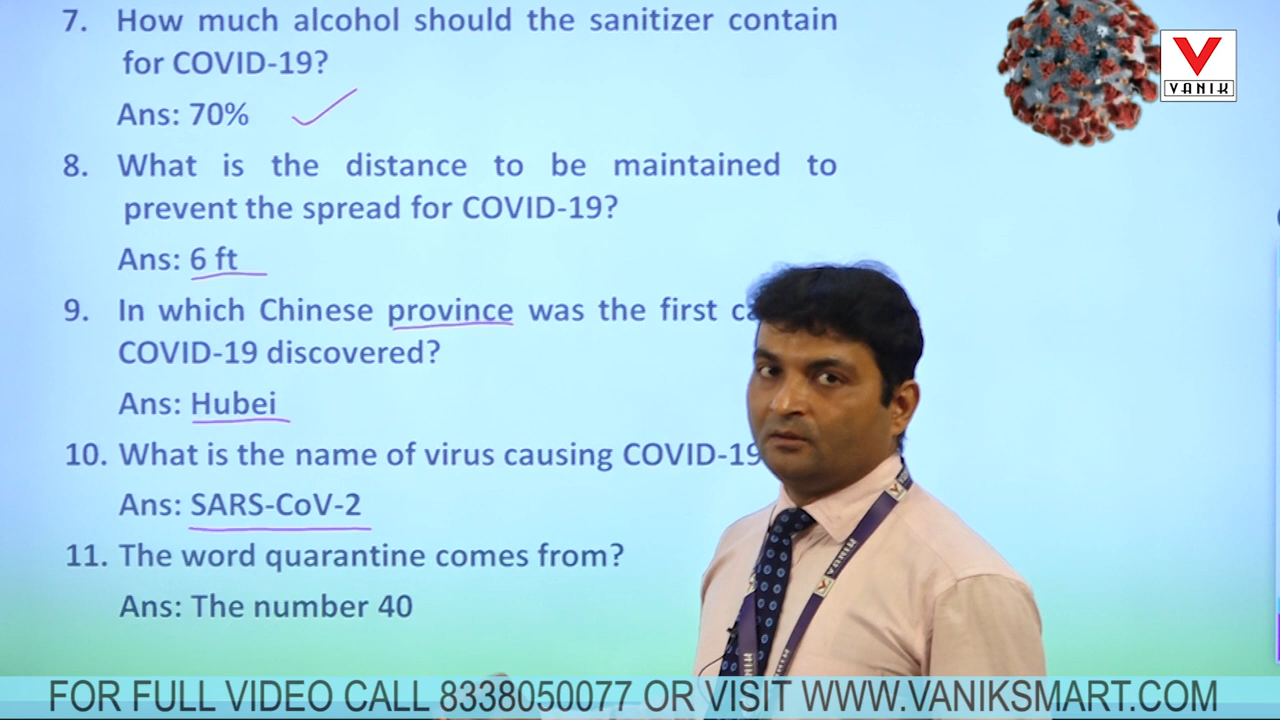 7. How much alcohol should the sanitizer contain
for COVID-19?
Ans: 70%
8. What is the distance to be maintained to
prevent the spread for COVID-19?
Ans: 6 ft
9. In which Chinese province was the first
COVID-19 discovered?
Ans: Hubei
10. What is the name of virus causing COVID-19
Ans: SARS-CoV-2
11. The word quarantine comes from?
Ans: The number 40
V
VANIK
VANIK
VANIK
FOR FULL VIDEO CALL 8338050077 OR VISIT WWW.VANIKSMART.COM